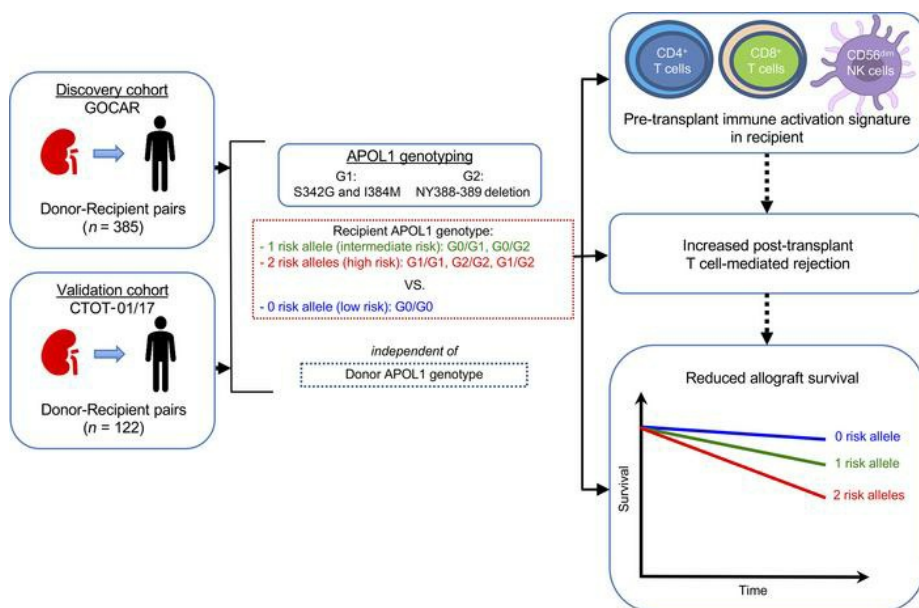 Discovery cohort
GOCAR
Donor-Recipient pairs
(n = 385)
Validation cohort
CTOT-01/17
Donor-Recipient pairs
(n = 122)
APOL1 genotyping
G1:
S342G and I384M
G2:
NY388-389 deletion
Recipient APOL1 genotype:
- 1 risk allele (intermediate risk): G0/G1, G0/G2
- 2 risk alleles (high risk): G1/G1, G2/G2, G1/G2
VS.
- 0 risk allele (low risk): G0/G0
independent of
Donor APOL1 genotype
CD4⁺
T cells
CD8⁺
T cells
CD56ᵈⁱᵐ
NK cells
Pre-transplant immune activation signature
in recipient
Increased post-transplant
T cell-mediated rejection
Reduced allograft survival
0 risk allele
1 risk allele
2 risk alleles
Survival
Time